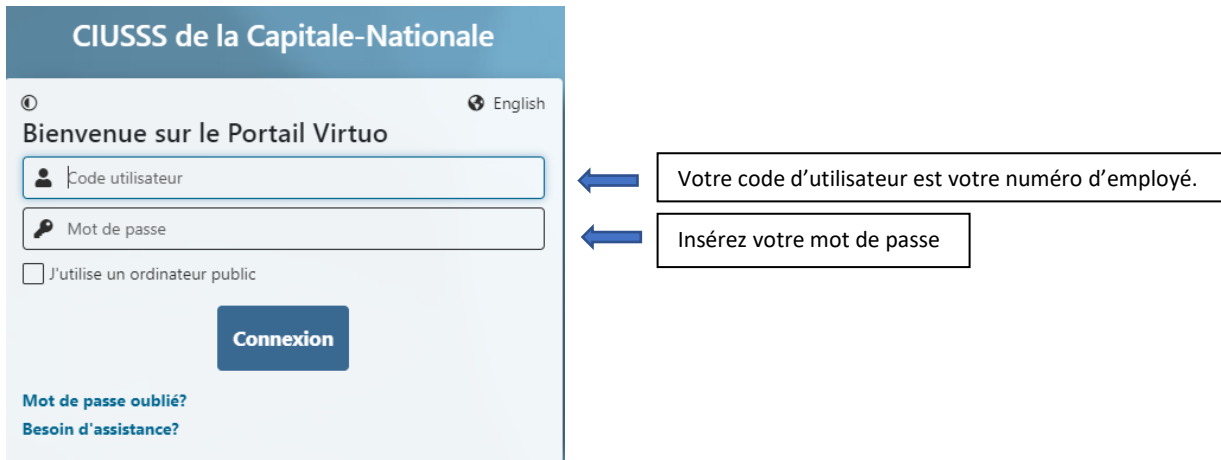 CIUSSS de la Capitale-Nationale
English
Bienvenue sur le Portail Virtuo
Code utilisateur
Votre code d’utilisateur est votre numéro d’employé.
Mot de passe
Insérez votre mot de passe
J'utilise un ordinateur public
Connexion
Mot de passe oublié?
Besoin d'assistance?